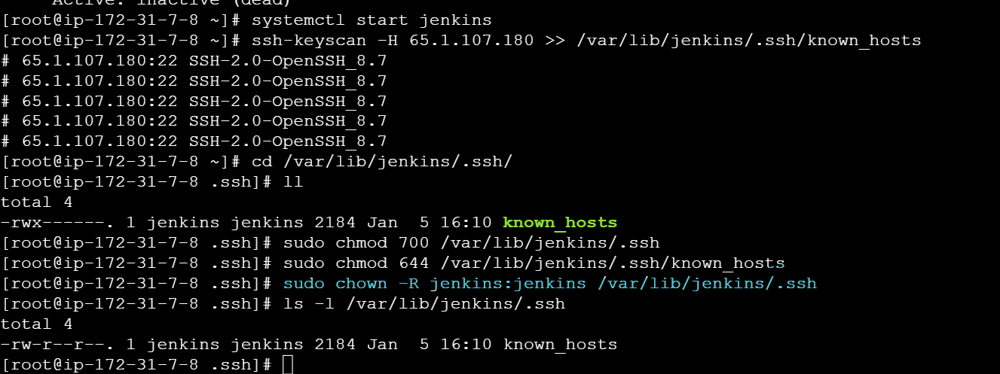 Active: inactive (dead)
[root@ip-172-31-7-8 ~]# systemctl start jenkins
[root@ip-172-31-7-8 ~]# ssh-keyscan -H 65.1.107.180 >> /var/lib/jenkins/.ssh/known_hosts
# 65.1.107.180:22 SSH-2.0-OpenSSH_8.7
# 65.1.107.180:22 SSH-2.0-OpenSSH_8.7
# 65.1.107.180:22 SSH-2.0-OpenSSH_8.7
# 65.1.107.180:22 SSH-2.0-OpenSSH_8.7
# 65.1.107.180:22 SSH-2.0-OpenSSH_8.7
[root@ip-172-31-7-8 ~]# cd /var/lib/jenkins/.ssh/
[root@ip-172-31-7-8 .ssh]# ll
total 4
-rwx------. 1 jenkins jenkins 2184 Jan  5 16:10 known_hosts
[root@ip-172-31-7-8 .ssh]# sudo chmod 700 /var/lib/jenkins/.ssh
[root@ip-172-31-7-8 .ssh]# sudo chmod 644 /var/lib/jenkins/.ssh/known_hosts
[root@ip-172-31-7-8 .ssh]# sudo chown -R jenkins:jenkins /var/lib/jenkins/.ssh
[root@ip-172-31-7-8 .ssh]# ls -l /var/lib/jenkins/.ssh
total 4
-rw-r--r--. 1 jenkins jenkins 2184 Jan  5 16:10 known_hosts
[root@ip-172-31-7-8 .ssh]#